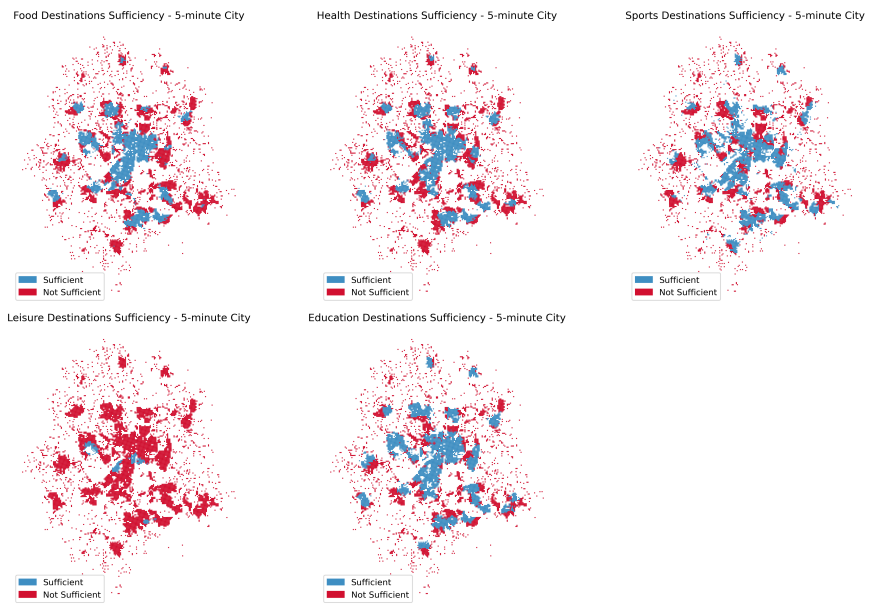 Food Destinations Sufficiency - 5-minute City
Health Destinations Sufficiency - 5-minute City
Sports Destinations Sufficiency - 5-minute City
Sufficient
Not Sufficient
Sufficient
Not Sufficient
Sufficient
Not Sufficient
Leisure Destinations Sufficiency - 5-minute City
Education Destinations Sufficiency - 5-minute City
Sufficient
Not Sufficient
Sufficient
Not Sufficient